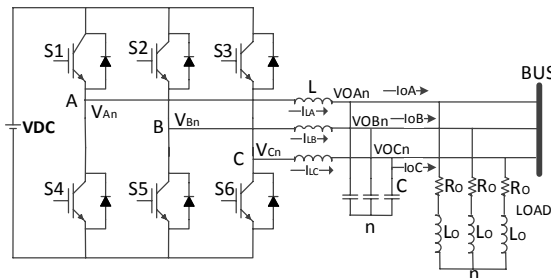 S1 S2 S3
L
VOAn IoA
BUS
A
VAn
ILA
VDC
B
VBn
ILB
VOBn IoB
VCn
C
ILC
VOCn IoC
S4 S5 S6
C
RO RO RO
n
LOAD
LO LO LO
n